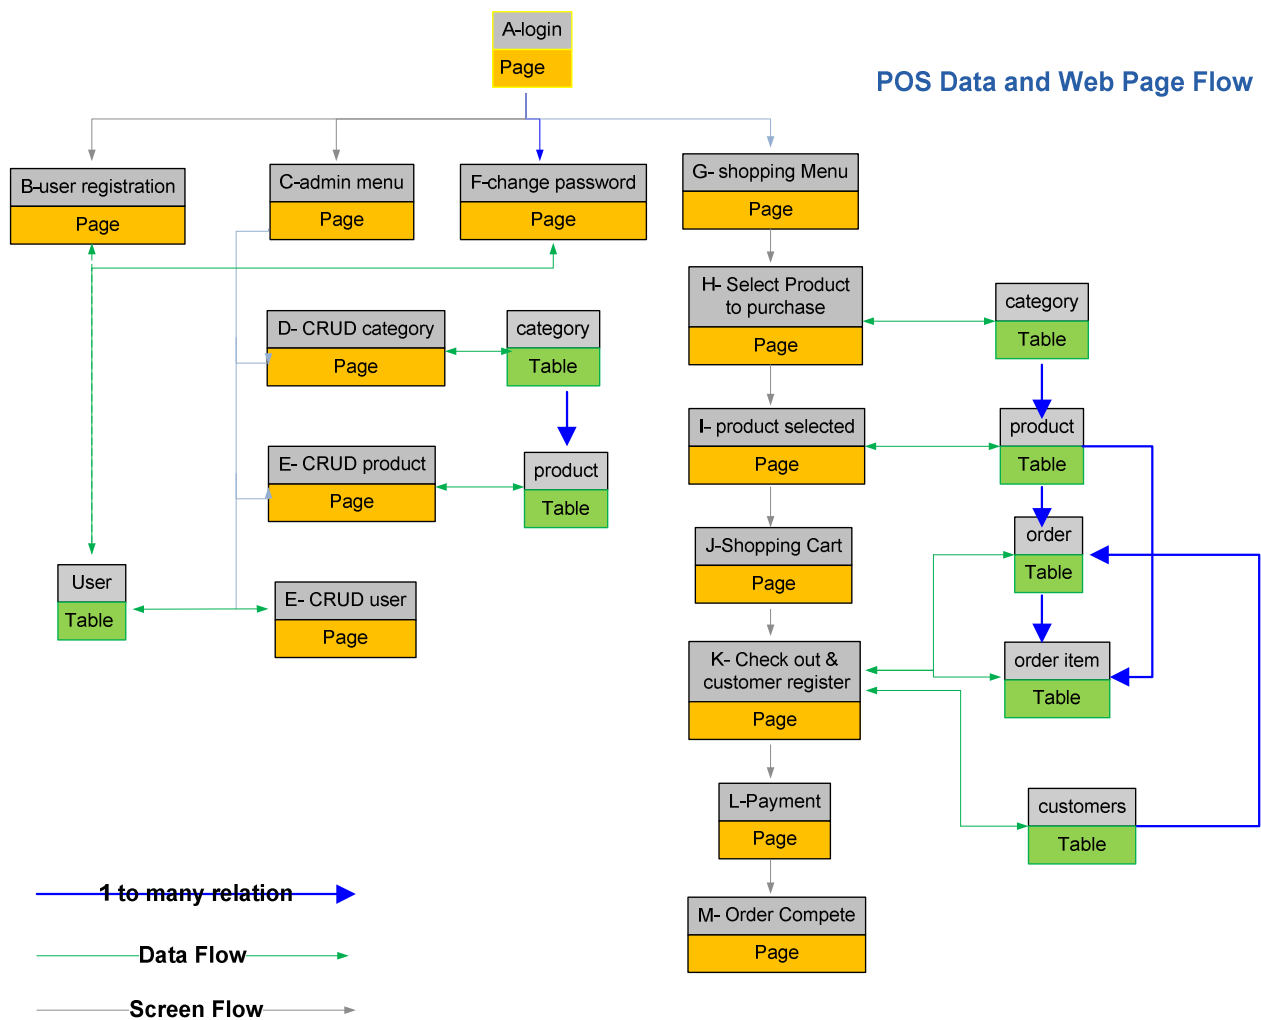 A-login
Page
POS Data and Web Page Flow
B-user registration
Page
C-admin menu
Page
F-change password
Page
G- shopping Menu
Page
H- Select Product
to purchase
Page
category
Table
D- CRUD category
Page
category
Table
I- product selected
Page
product
Table
E- CRUD product
Page
product
Table
J-Shopping Cart
Page
order
Table
User
Table
E- CRUD user
Page
K- Check out &
customer register
Page
order item
Table
L-Payment
Page
customers
Table
1 to many relation
M- Order Compete
Page
Data Flow
Screen Flow